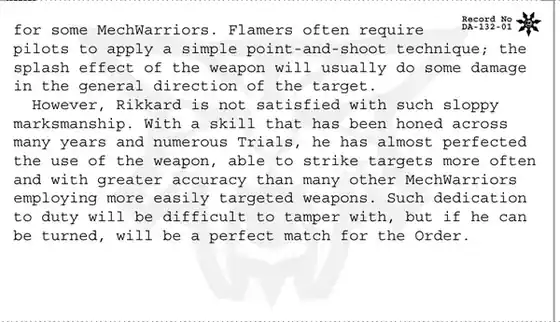 Record No
DA-132-01
for some MechWarriors. Flamers often require
pilots to apply a simple point-and-shoot technique; the
splash effect of the weapon will usually do some damage
in the general direction of the target.
However, Rikkard is not satisfied with such sloppy
marksmanship. With a skill that has been honed across
many years and numerous Trials, he has almost perfected
the use of the weapon, able to strike targets more often
and with greater accuracy than many other MechWarriors
employing more easily targeted weapons. Such dedication
to duty will be difficult to tamper with, but if he can
be turned, will be a perfect match for the Order.